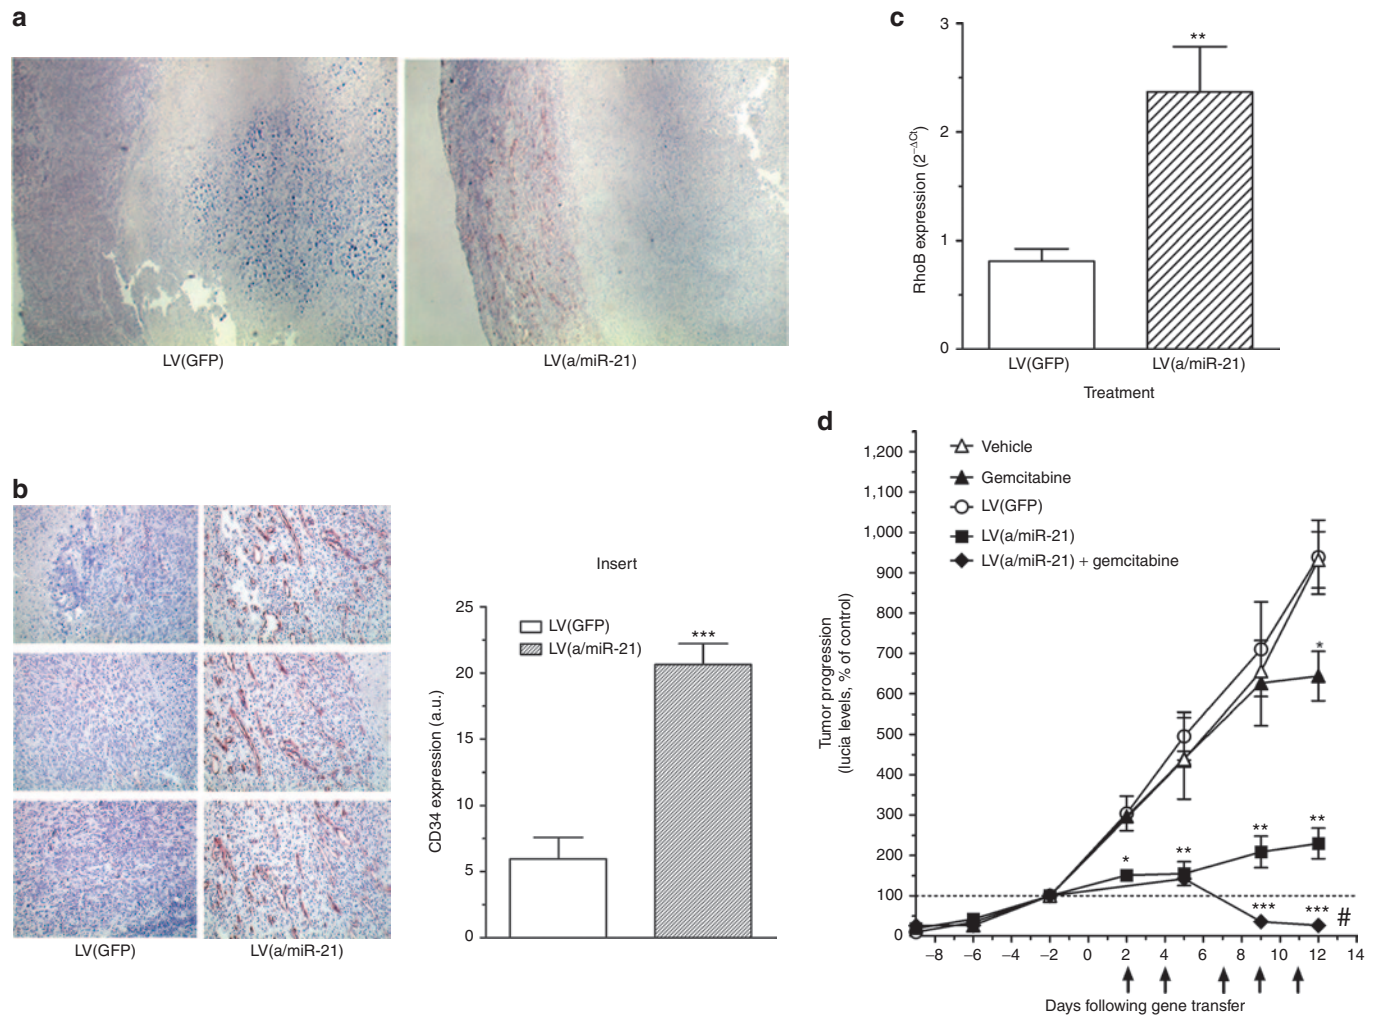 a
LV(GFP)
LV(a/miR-21)
b
LV(GFP)
LV(a/miR-21)
Insert
25
20
15
10
5
0
CD34 expression (a.u.)
LV(GFP)
LV(a/miR-21)
***
c
3
2
1
0
RhoB expression (2⁻ΔCt)
**
LV(GFP)
LV(a/miR-21)
Treatment
d
1,200
1,100
1,000
900
800
700
600
500
400
300
200
100
0
Tumor progression
(lucia levels, % of control)
Vehicle
Gemcitabine
LV(GFP)
LV(a/miR-21)
LV(a/miR-21) + gemcitabine
*
**
**
*
**
***
***
#
−8 −6 −4 −2 0 2 4 6 8 10 12 14
Days following gene transfer